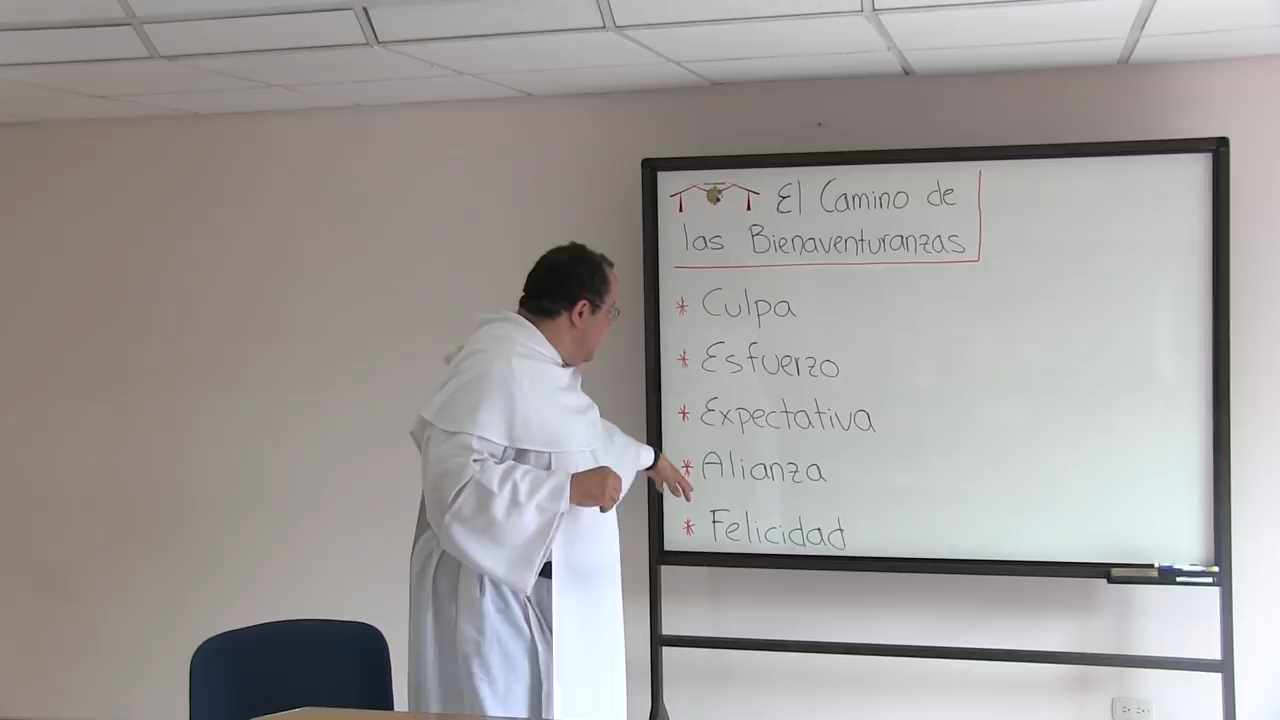 El Camino de
las Bienaventuranzas
* Culpa
* Esfuerzo
* Expectativa
* Alianza
* Felicidad